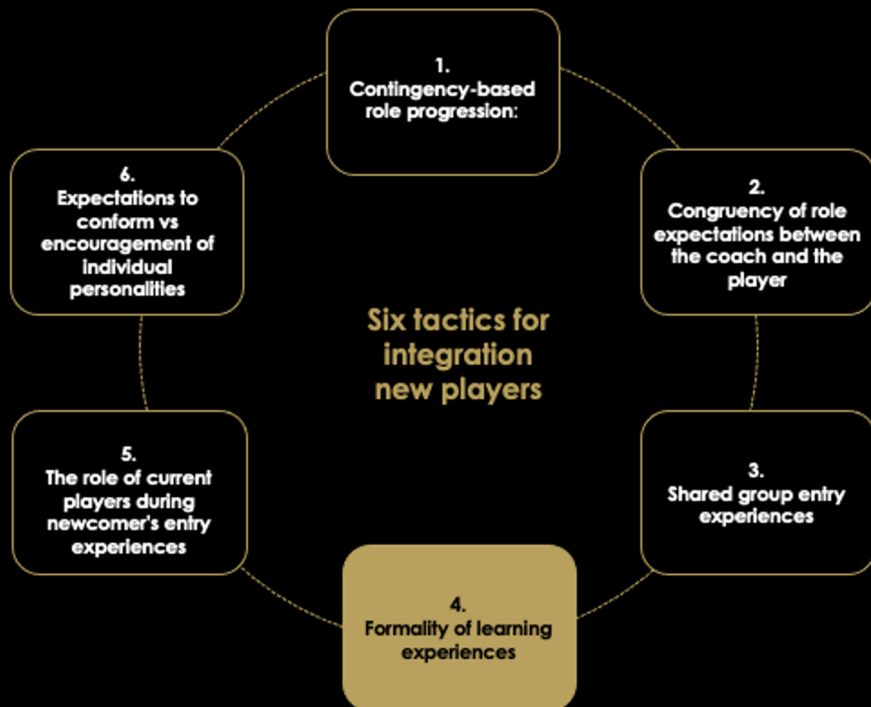 1.
Contingency-based
role progression:
2.
Congruency of role
expectations between
the coach and the
player
3.
Shared group entry
experiences
4.
Formality of learning
experiences
5.
The role of current
players during
newcomer's entry
experiences
6.
Expectations to
conform vs
encouragement of
individual
personalities
Six tactics for
integration
new players